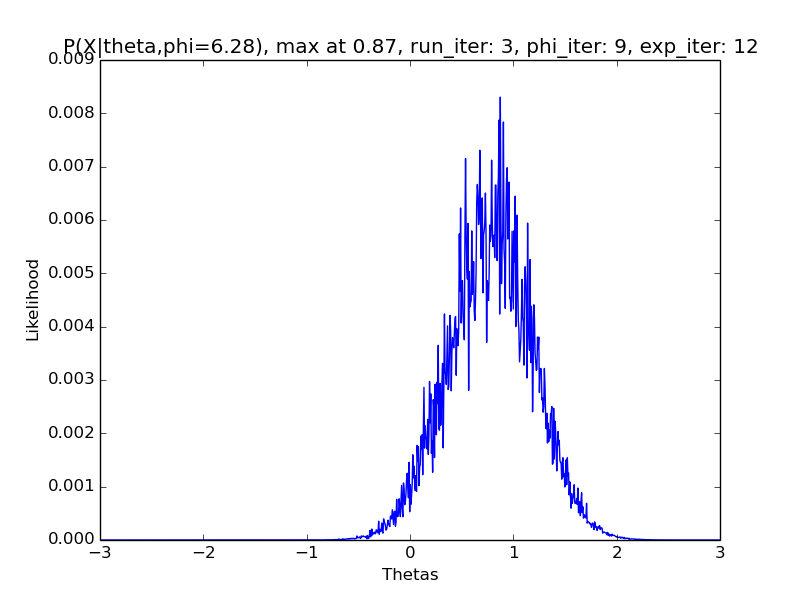 P(X|theta,phi=6.28), max at 0.87, run_iter: 3, phi_iter: 9, exp_iter: 12
0.009
0.008
0.007
0.006
0.005
0.004
0.003
0.002
0.001
0.000
Likelihood
−3 −2 −1 0 1 2 3
Thetas